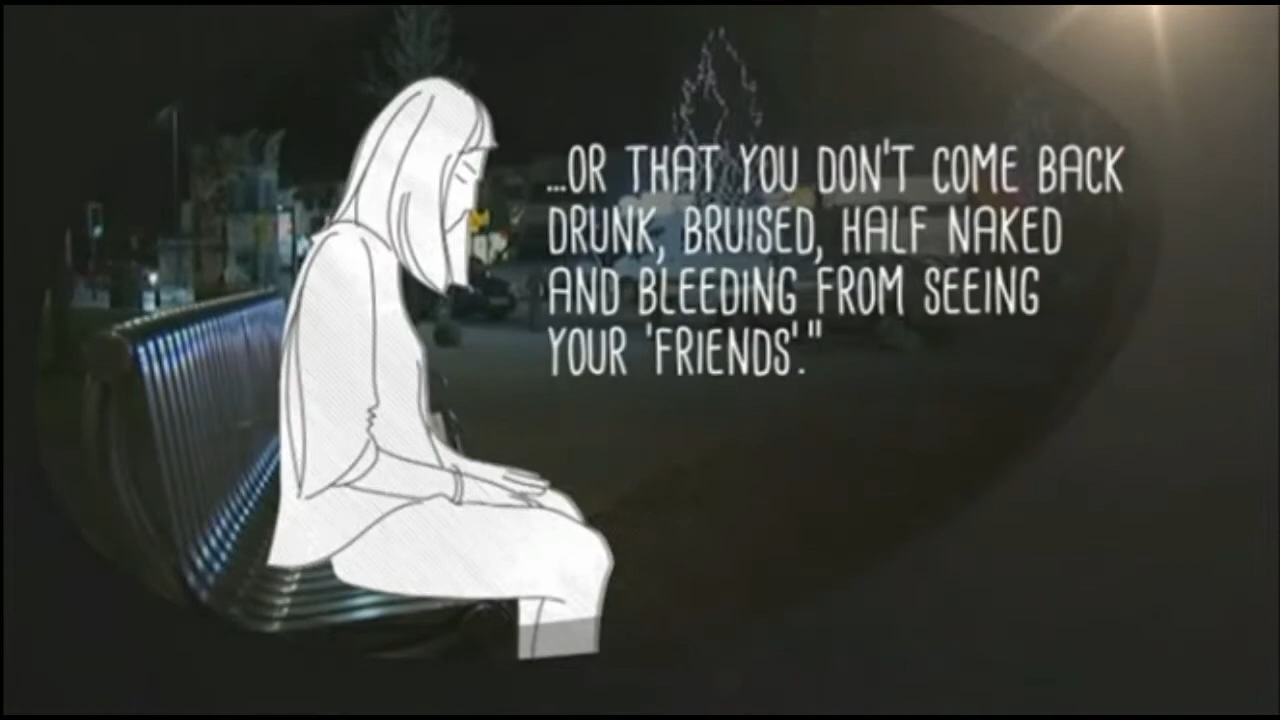 ...OR THAT YOU DON'T COME BACK
DRUNK, BRUISED, HALF NAKED
AND BLEEDING FROM SEEING
YOUR 'FRIENDS'."